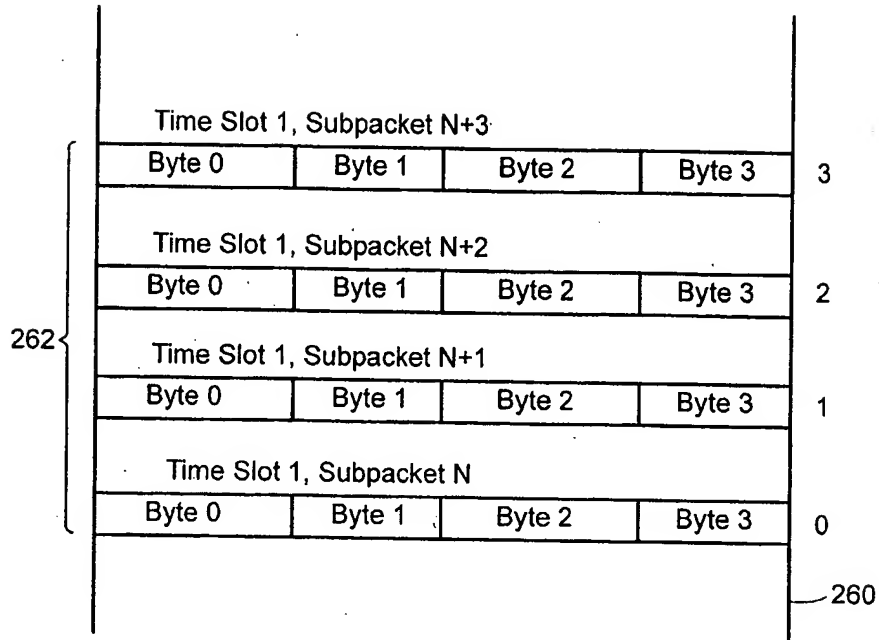 Time Slot 1, Subpacket N+3
Byte 0 Byte 1 Byte 2 Byte 3 3
Time Slot 1, Subpacket N+2
Byte 0 Byte 1 Byte 2 Byte 3 2
262
Time Slot 1, Subpacket N+1
Byte 0 Byte 1 Byte 2 Byte 3 1
Time Slot 1, Subpacket N
Byte 0 Byte 1 Byte 2 Byte 3 0
260